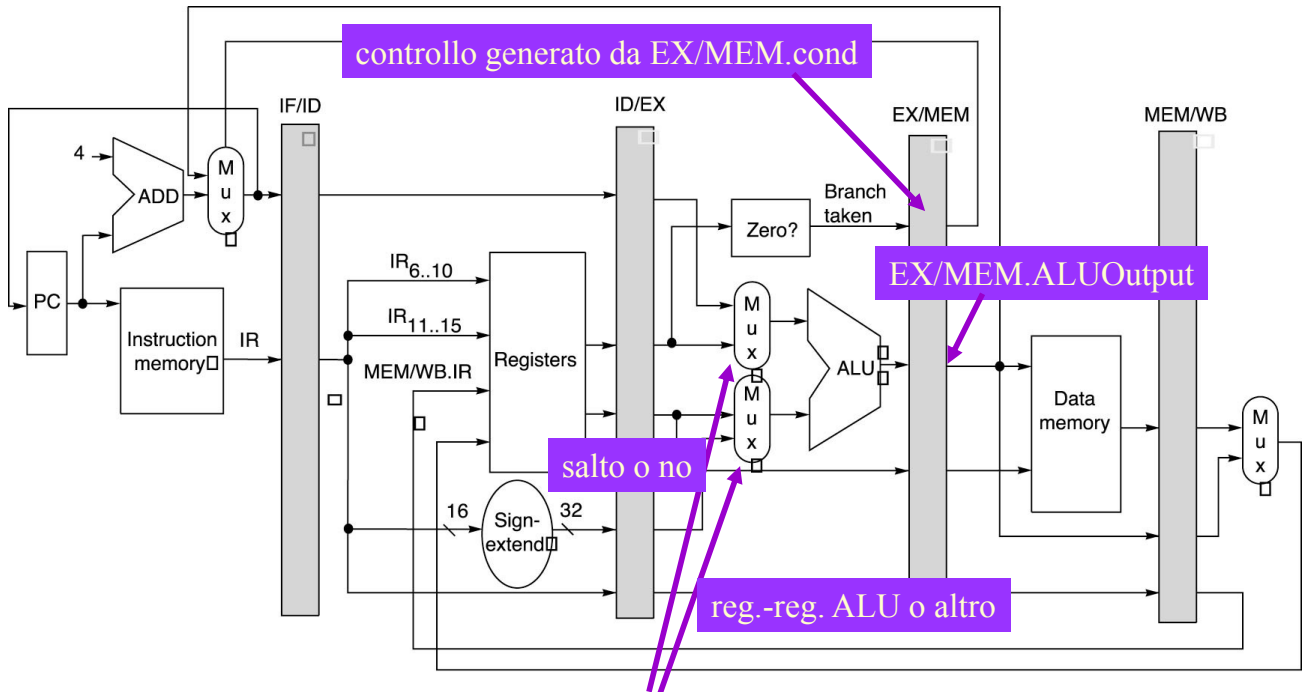 controllo generato da EX/MEM.cond
IF/ID
ID/EX
EX/MEM
MEM/WB
4
ADD
M
u
x
Branch
taken
Zero?
EX/MEM.ALUOutput
PC
Instruction
memory
IR
IR6..10
IR11..15
MEM/WB.IR
Registers
M
u
x
M
u
x
ALU
Data
memory
M
u
x
salto o no
16
Sign-
extend
32
reg.-reg. ALU o altro